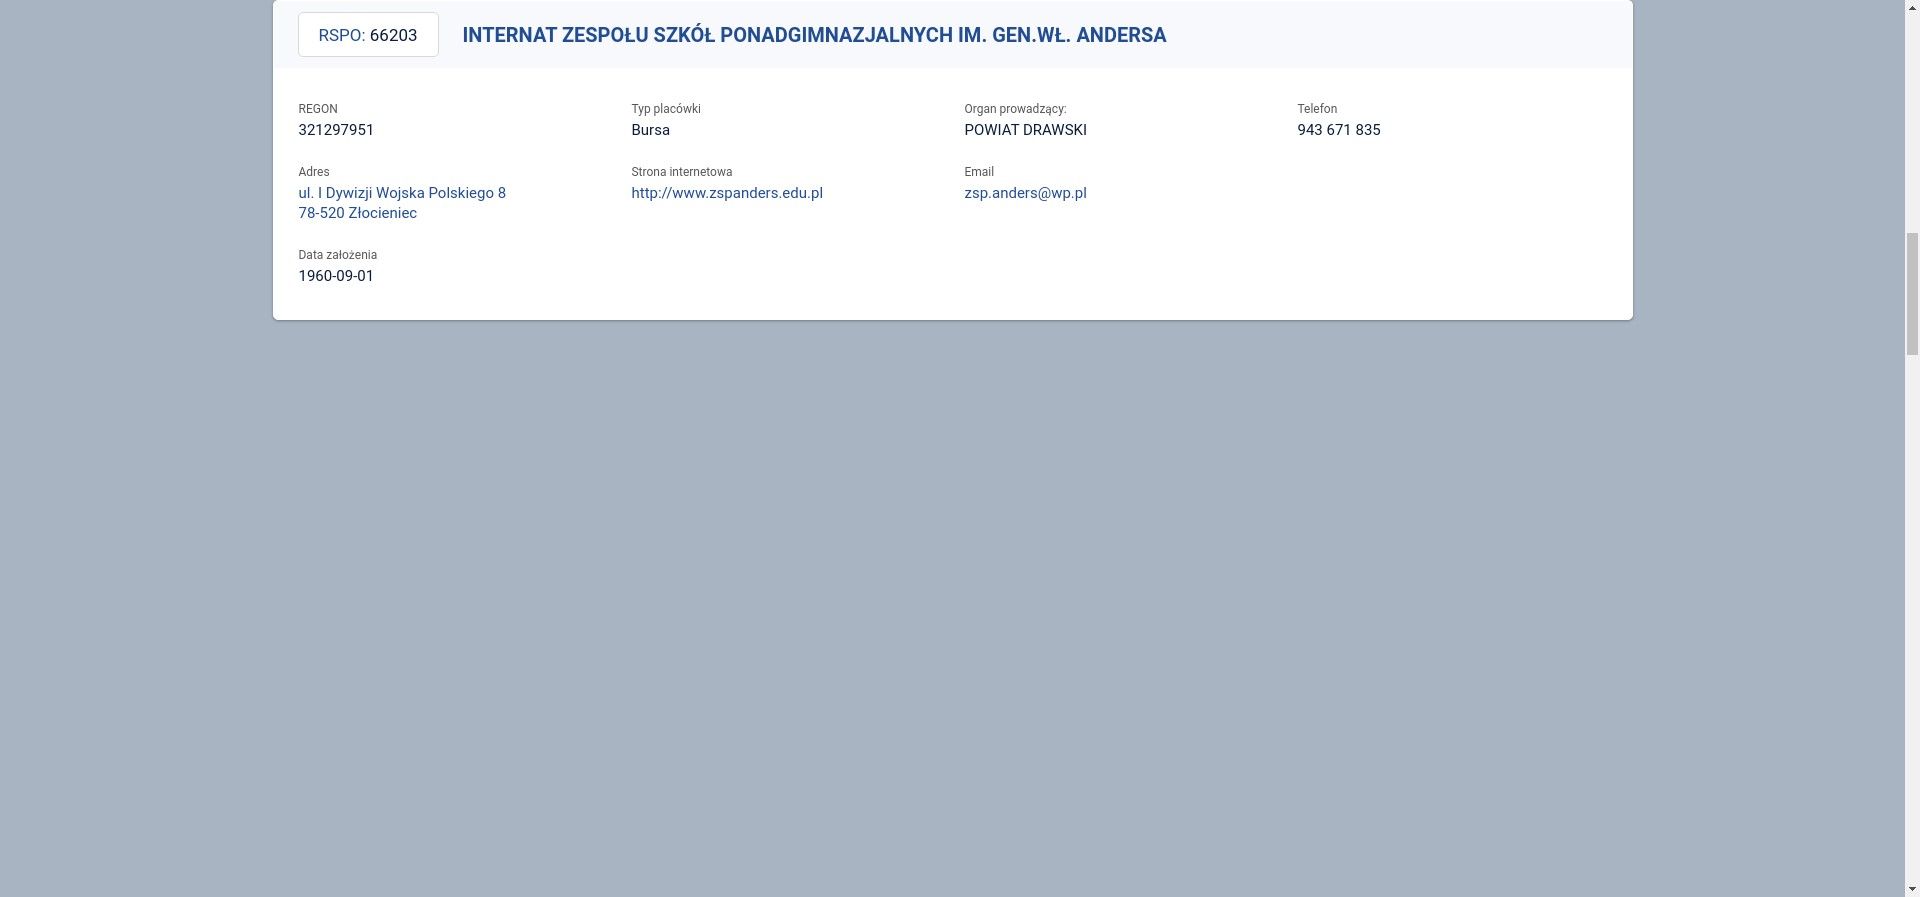 RSPO: 66203
INTERNAT ZESPOŁU SZKÓŁ PONADGIMNAZJALNYCH IM. GEN.WŁ. ANDERSA
REGON
321297951
Typ placówki
Bursa
Organ prowadzący:
POWIAT DRAWSKI
Telefon
943 671 835
Adres
ul. I Dywizji Wojska Polskiego 8
78-520 Złocieniec
Strona internetowa
http://www.zspanders.edu.pl
Email
zsp.anders@wp.pl
Data założenia
1960-09-01